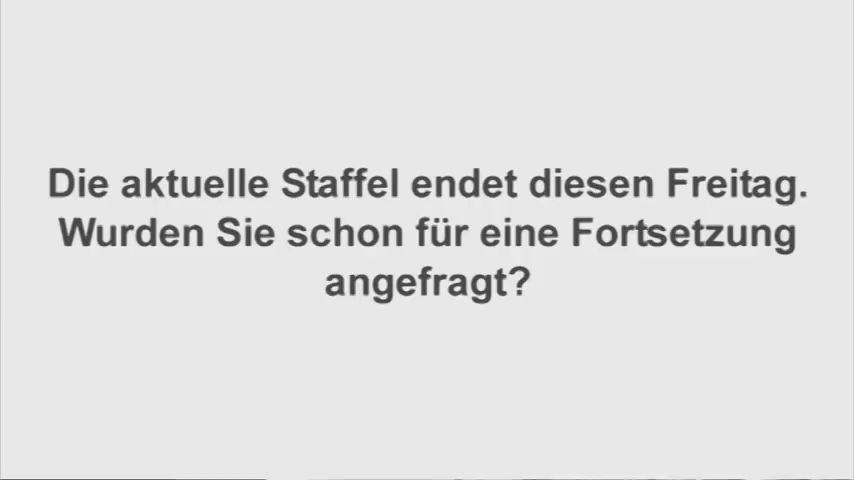 Die aktuelle Staffel endet diesen Freitag.
Wurden Sie schon für eine Fortsetzung
angefragt?